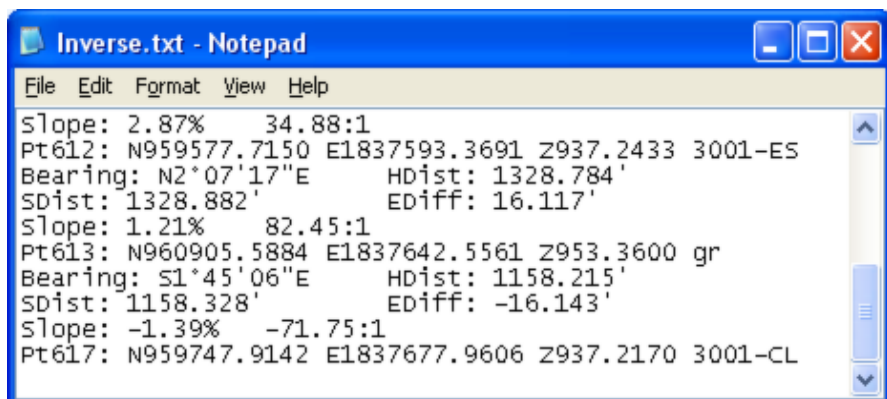 Inverse.txt - Notepad
File Edit Format View Help
Slope: 2.87% 34.88:1
Pt612: N959577.7150 E1837593.3691 Z937.2433 3001-ES
Bearing: N2°07'17"E HDist: 1328.784'
SDist: 1328.882' EDiff: 16.117'
Slope: 1.21% 82.45:1
Pt613: N960905.5884 E1837642.5561 Z953.3600 gr
Bearing: S1°45'06"E HDist: 1158.215'
SDist: 1158.328' EDiff: -16.143'
Slope: -1.39% -71.75:1
Pt617: N959747.9142 E1837677.9606 Z937.2170 3001-CL